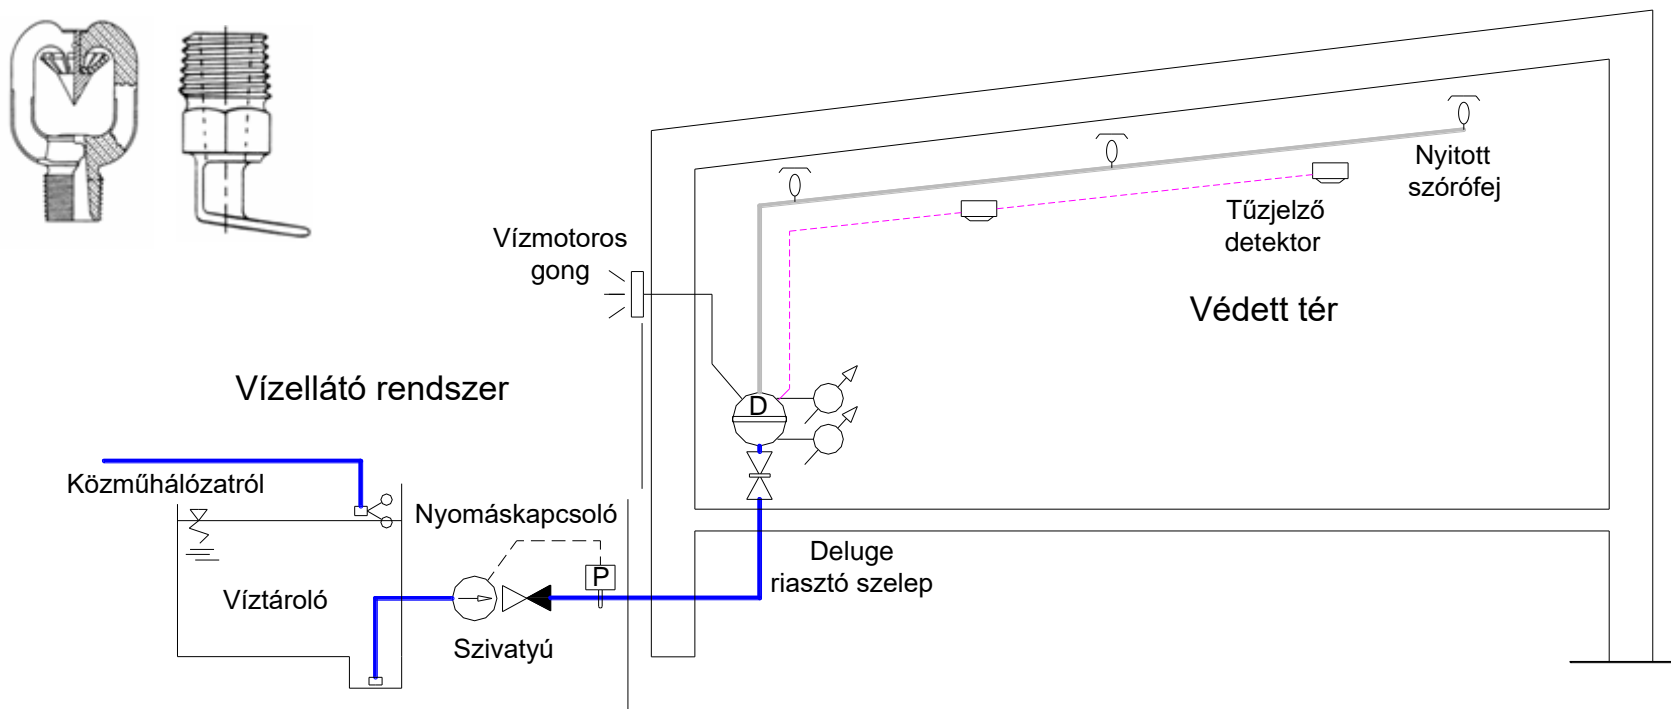 Nyitott
szórófej
Tűzjelző
detektor
Vízmotoros
gong
Védett tér
Vízellátó rendszer
D
Közműhálózatról
Nyomáskapcsoló
Deluge
riasztó szelep
P
Víztároló
Szivatyú